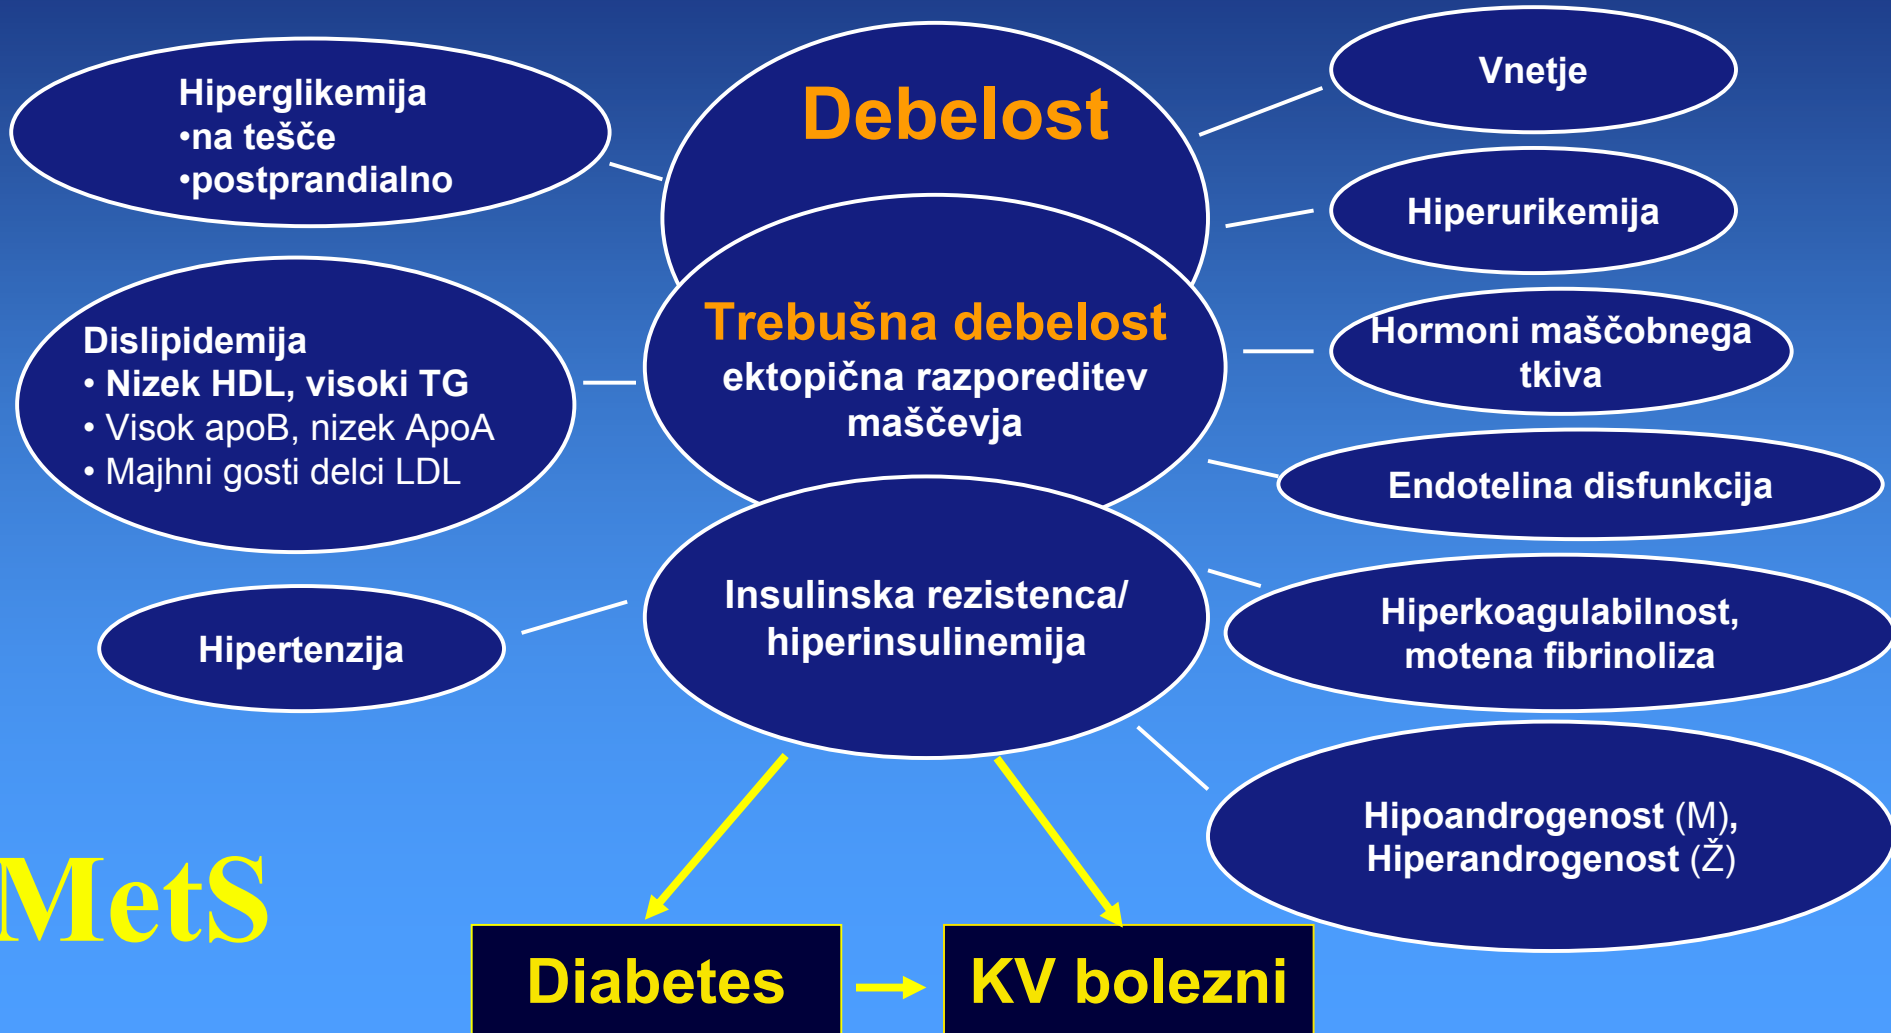 Hiperglikemija
•na tešče
•postprandialno
Dislipidemija
• Nizek HDL, visoki TG
• Visok apoB, nizek ApoA
• Majhni gosti delci LDL
Hipertenzija
Debelost
Trebušna debelost
ektopična razporeditev
maščevja
Insulinska rezistenca/
hiperinsulinemija
Vnetje
Hiperurikemija
Hormoni maščobnega
tkiva
Endotelina disfunkcija
Hiperkoagulabilnost,
motena fibrinoliza
Hipoandrogenost (M),
Hiperandrogenost (Ž)
MetS
Diabetes
KV bolezni